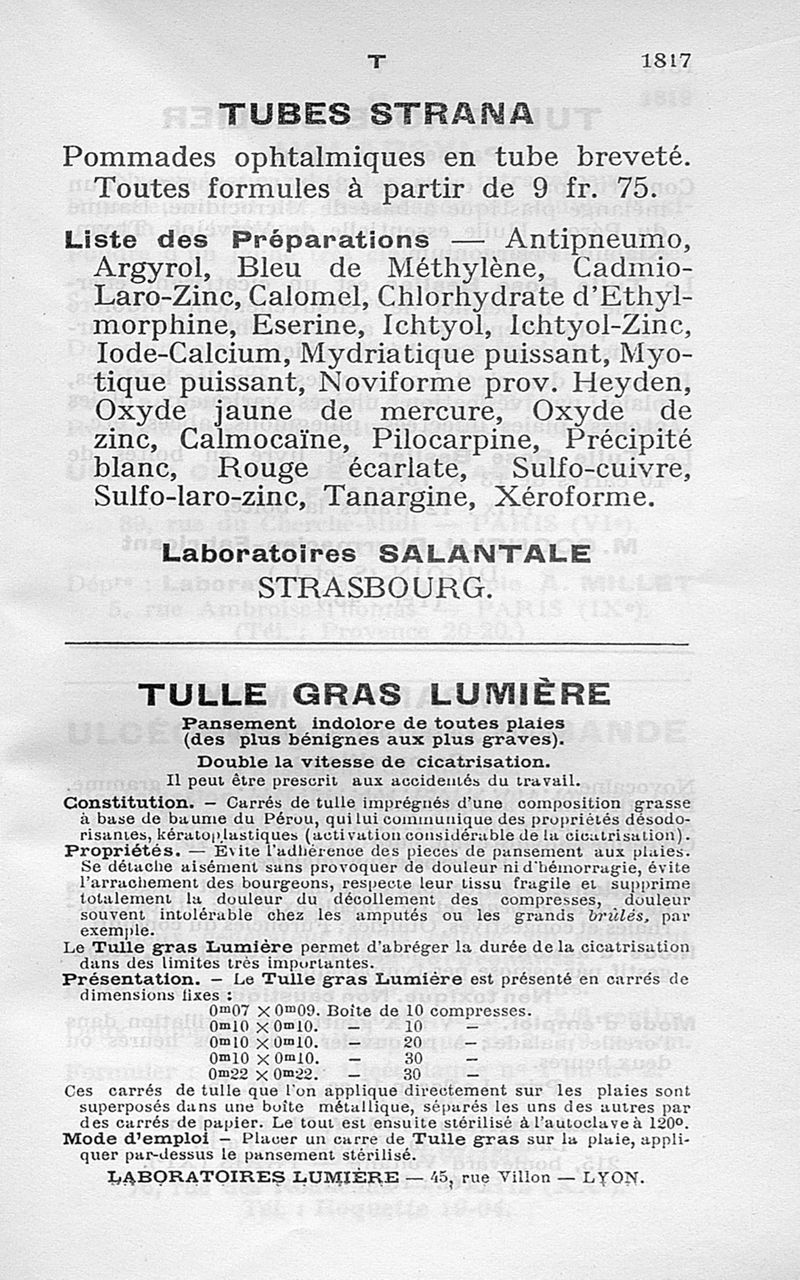 T 1817
TUBES STRANA
Pommades ophtalmiques en tube breveté.
Toutes formules à partir de 9 fr. 75.
Liste des Préparations — Antipneumo,
Argyrol, Bleu de Méthylène, Cadmio-
Laro-Zinc, Calomel, Chlorhydrate d'Ethyl-
morphine, Eserine, Ichtyol, Ichtyol-Zinc,
Iode-Calcium, Mydriatique puissant, Myo-
tique puissant, Noviforme prov. Heyden,
Oxyde jaune de mercure, Oxyde de
zinc, Calmocaïne, Pilocarpine, Précipité
blanc, Rouge écarlate, Sulfo-cuivre,
Sulfo-laro-zinc, Tanargine, Xéroforme.
Laboratoires SALANTALE
STRASBOURG.
TULLE GRAS LUMIÈRE
Pansement indolore de toutes plaies
(des plus bénignes aux plus graves).
Double la vitesse de cicatrisation.
Il peut être prescrit aux accidentés du travail.
Constitution. — Carrés de tulle imprégnés d'une composition grasse
à base de baume du Pérou, qui lui communique des propriétés désodo-
risantes, kératoplastiques (activation considérable de la cicatrisation).
Propriétés. — Évite l'adhérence des pieces de pansement aux plaies.
Se détache aisément sans provoquer de douleur ni d'hémorragie, évite
l'arrachement des bourgeons, respecte leur tissu fragile et supprime
totalement la douleur du décollement des compresses, douleur
souvent intolérable chez les amputés ou les grands brûlés, par
exemple.
Le Tulle gras Lumière permet d'abréger la durée de la cicatrisation
dans des limites très importantes.
Présentation. — Le Tulle gras Lumière est présenté en carrés de
dimensions fixes :
0m07 × 0m09. Boîte de 10 compresses.
0m10 × 0m10. — 10 —
0m10 × 0m10. — 20 —
0m10 × 0m10. — 30 —
0m22 × 0m22. — 30 —
Ces carrés de tulle que l'on applique directement sur les plaies sont
superposés dans une boîte métallique, séparés les uns des autres par
des carrés de papier. Le tout est ensuite stérilisé à l'autoclave à 120°.
Mode d'emploi — Placer un carre de Tulle gras sur la plaie, appli-
quer par-dessus le pansement stérilisé.
LABORATOIRES LUMIÈRE — 45, rue Villon — LYON.